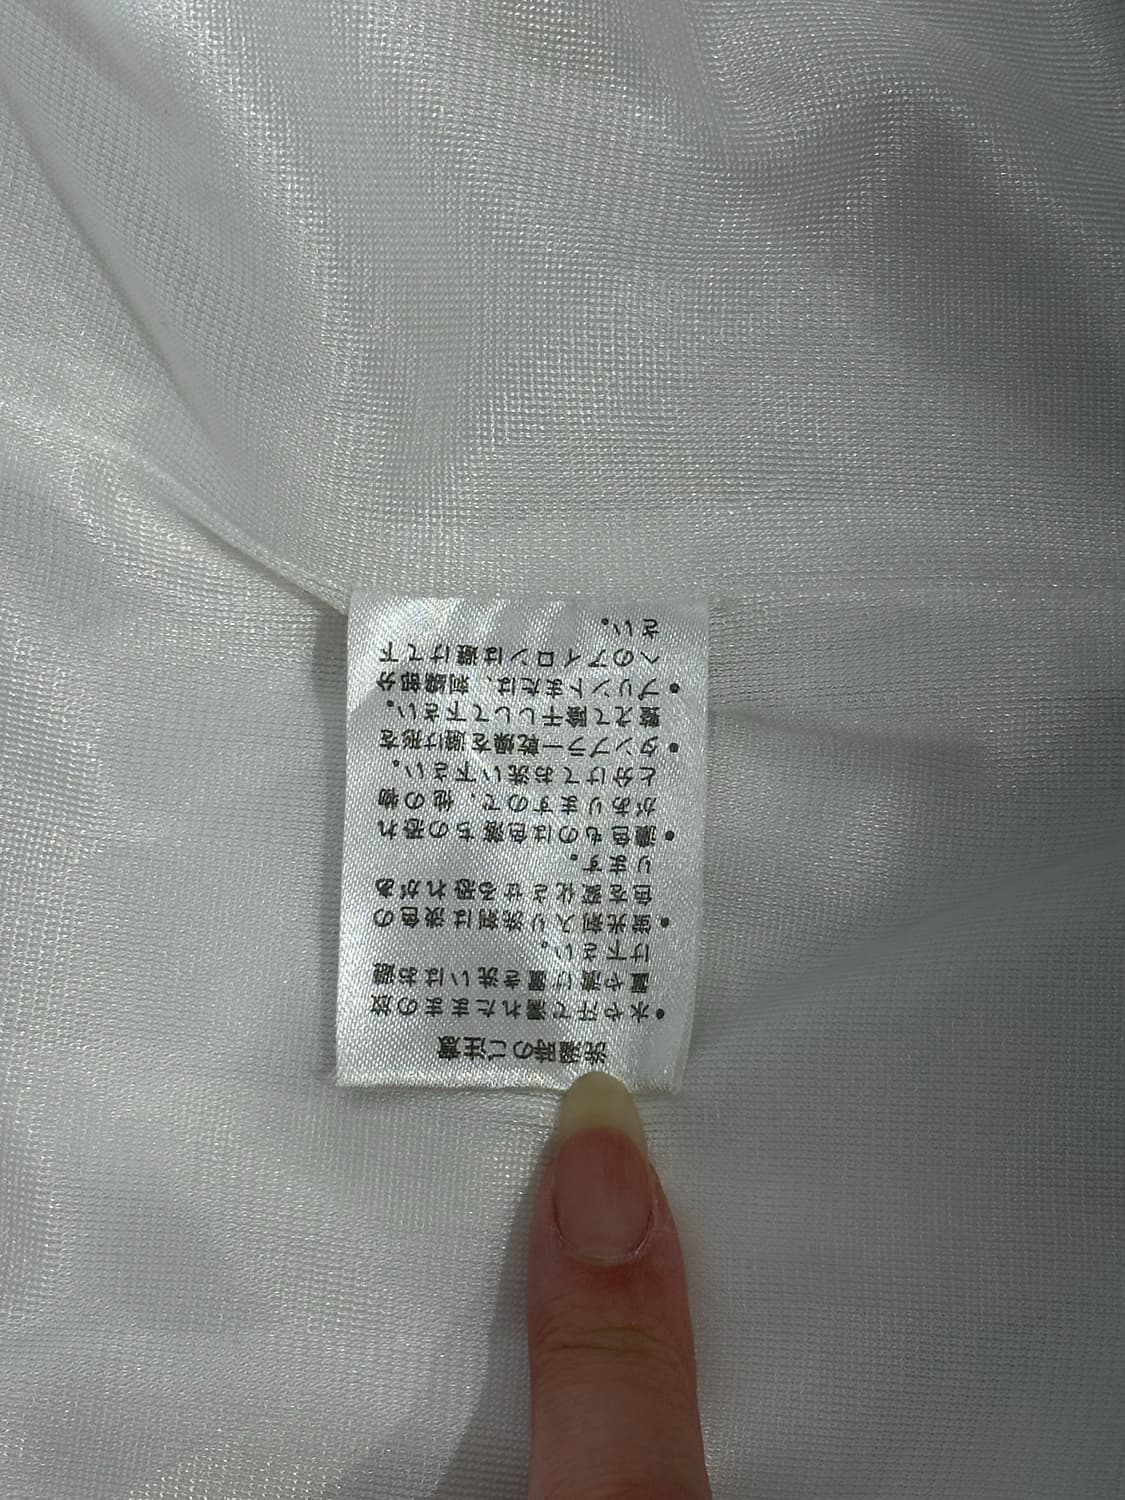 洗濯時のご注意
•水や汗で濡れたままの放
置や漬け置き洗いはお避
け下さい。
•蛍光剤入り洗剤は淡色の
色を変化させる恐れがあ
ります。
•濃色ものは色落ちの恐れ
がありますので、他の物
と分けてお洗い下さい。
•タンブラー乾燥を避け形を
整えて陰干しして下さい。
•プリントまたは、刺繍部分
へのアイロンは避けて下
さい。